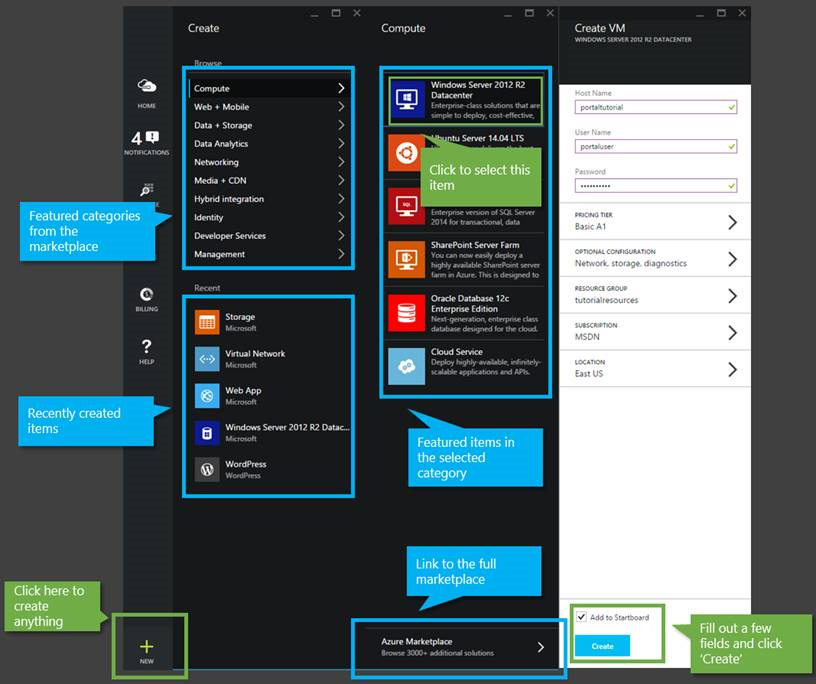 HOME
4
NOTIFICATIONS
BILLING
?
HELP
NEW
Create
Browse
Compute
Web + Mobile
Data + Storage
Data Analytics
Networking
Media + CDN
Hybrid integration
Identity
Developer Services
Management
Recent
Storage
Microsoft
Virtual Network
Microsoft
Web App
Microsoft
Windows Server 2012 R2 Datac...
Microsoft
WordPress
WordPress
Compute
Windows Server 2012 R2
Datacenter
Enterprise-class solutions that are
simple to deploy, cost-effective,
Ubuntu Server 14.04 LTS
SQL
Enterprise version of SQL Server
2014 for transactional, data
SharePoint Server Farm
You can now easily deploy a
highly available SharePoint server
farm in Azure. This is designed to
Oracle Database 12c
Enterprise Edition
Next-generation, enterprise class
database designed for the cloud.
Cloud Service
Deploy highly-available, infinitely-
scalable applications and APIs.
Azure Marketplace
Browse 3000+ additional solutions
Create VM
WINDOWS SERVER 2012 R2 DATACENTER
Host Name
portaltutorial
User Name
portaluser
Password
••••••••••
PRICING TIER
Basic A1
OPTIONAL CONFIGURATION
Network, storage, diagnostics
RESOURCE GROUP
tutorialresources
SUBSCRIPTION
MSDN
LOCATION
East US
Add to Startboard
Create
Featured categories
from the
marketplace
Recently created
items
Click here to
create
anything
Click to select this
item
Featured items in
the selected
category
Link to the full
marketplace
Fill out a few
fields and click
‘Create’